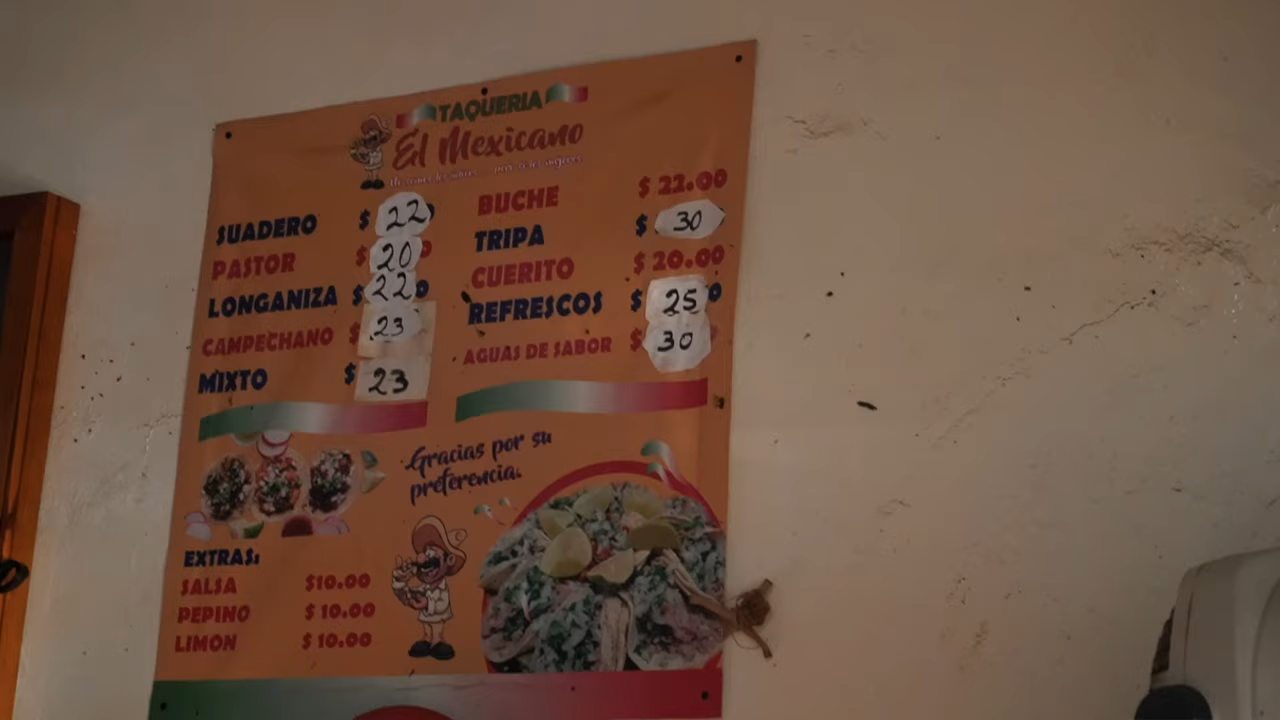 TAQUERIA
El Mexicano
SUADERO $ 22
PASTOR $ 20
LONGANIZA $ 22
CAMPECHANO $ 23
MIXTO $ 23
BUCHE $ 22.00
TRIPA $ 30
CUERITO $ 20.00
REFRESCOS $ 25
AGUAS DE SABOR $ 30
Gracias por su
preferencia.
EXTRAS:
SALSA $10.00
PEPINO $ 10.00
LIMON $ 10.00